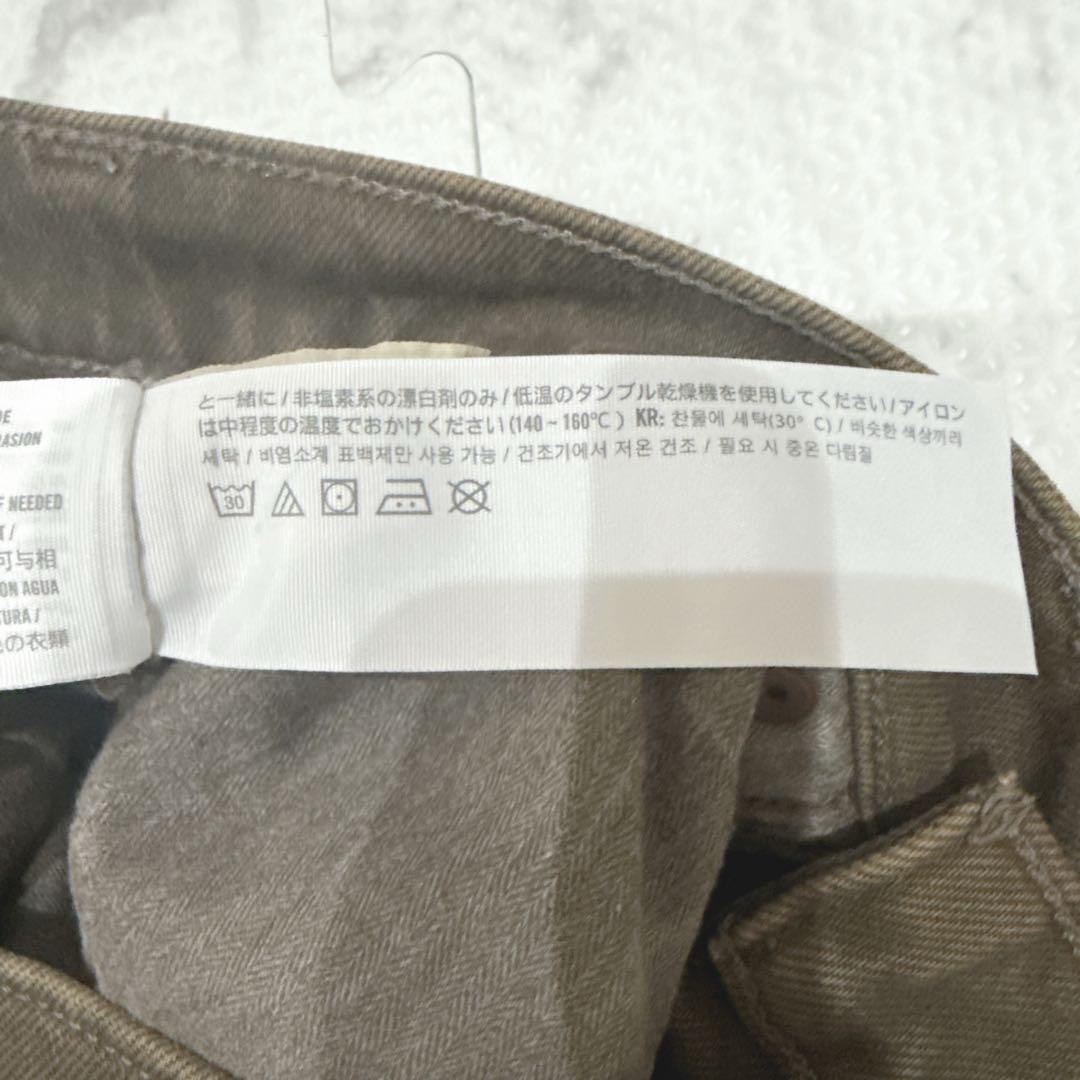 DE
RASION
F NEEDED
可与相
ON AGUA
TURA /
の衣類
と一緒に/非塩素系の漂白剤のみ/低温のタンブル乾燥機を使用してください/アイロン
は中程度の温度でおかけください(140~160°C) KR: 찬물에 세탁(30° C) / 비슷한 색상끼리
세탁 / 비염소계 표백제만 사용 가능 / 건조기에서 저온 건조 / 필요 시 중온 다림질
30